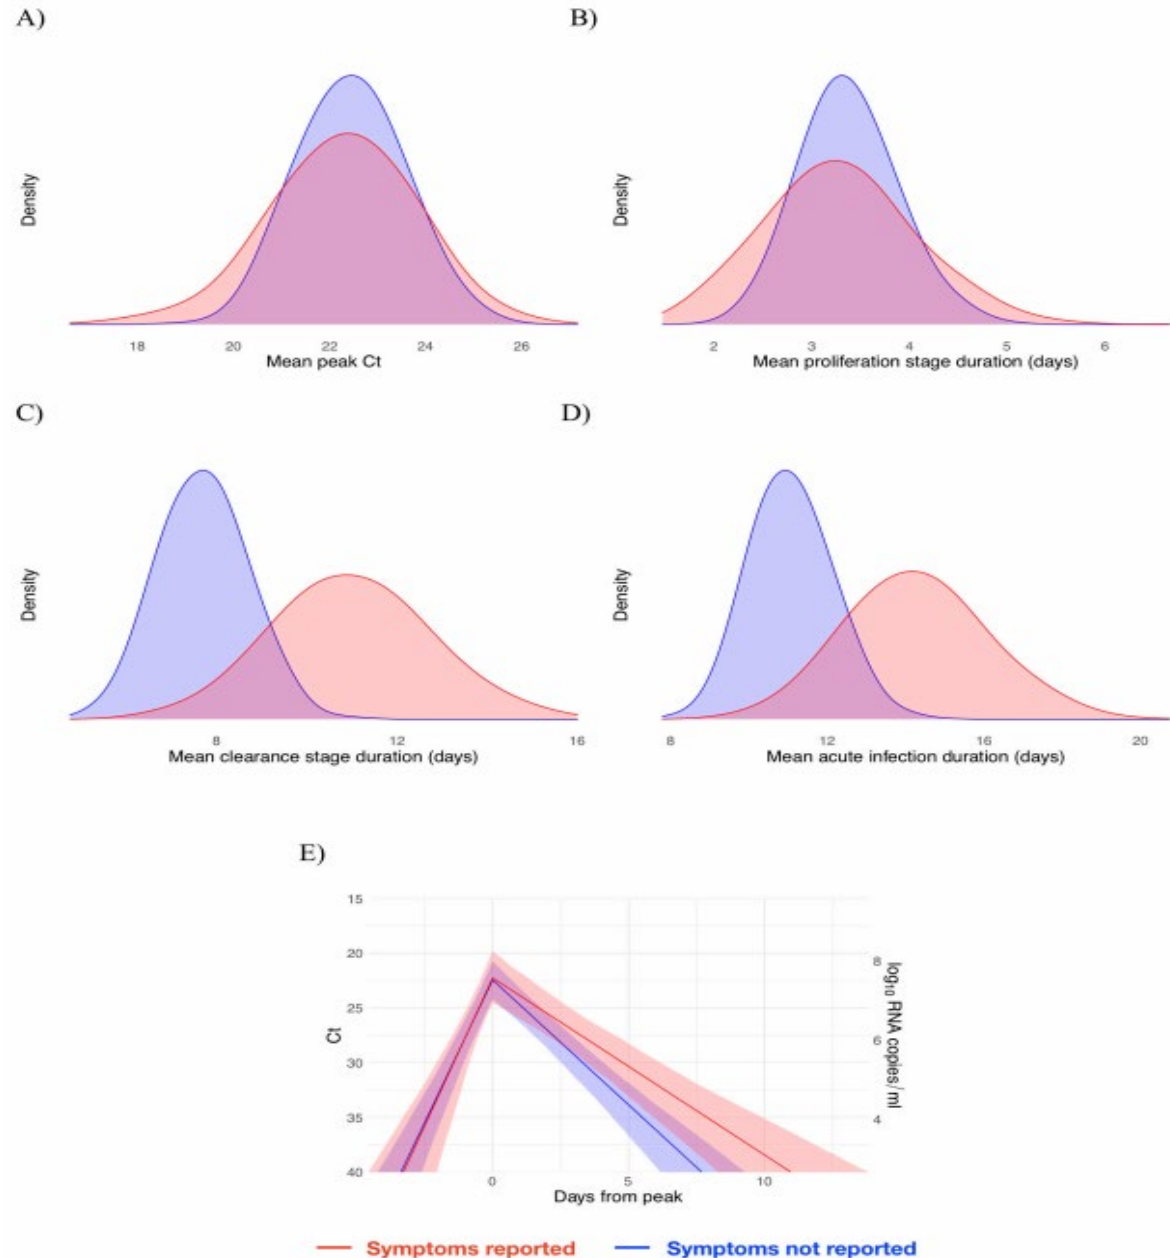 A)
B)
Density
Density
18 20 22 24 26
2 3 4 5 6
Mean peak Ct
Mean proliferation stage duration (days)
C)
D)
Density
Density
8 12 16
8 12 16 20
Mean clearance stage duration (days)
Mean acute infection duration (days)
E)
15
20
25
30
35
40
Ct
8
6
4
log10 RNA copies/ml
0 5 10
Days from peak
Symptoms reported Symptoms not reported